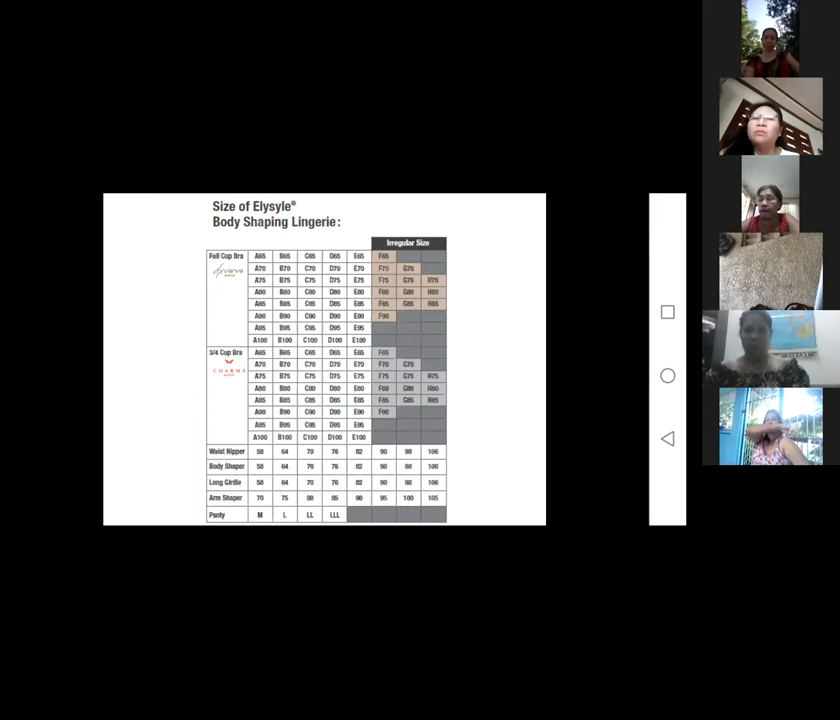 Size of Elysyle®
Body Shaping Lingerie:
Irregular Size
Full Cup Bra A65 B65 C65 D65 E65 F65
A70 B70 C70 D70 E70 F70 G70
A75 B75 C75 D75 E75 F75 G75 H75
A80 B80 C80 D80 E80 F80 G80 H80
A85 B85 C85 D85 E85 F85 G85 H85
A90 B90 C90 D90 E90 F90
A95 B95 C95 D95 E95
A100 B100 C100 D100 E100
3/4 Cup Bra A65 B65 C65 D65 E65 F65
A70 B70 C70 D70 E70 F70 G70
CHARMS A75 B75 C75 D75 E75 F75 G75 H75
A80 B80 C80 D80 E80 F80 G80 H80
A85 B85 C85 D85 E85 F85 G85 H85
A90 B90 C90 D90 E90 F90
A95 B95 C95 D95 E95
A100 B100 C100 D100 E100
Waist Nipper 58 64 70 76 82 90 98 106
Body Shaper 58 64 70 76 82 90 98 106
Long Girdle 58 64 70 76 82 90 98 106
Arm Shaper 70 75 80 85 90 95 100 105
Panty M L LL LLL